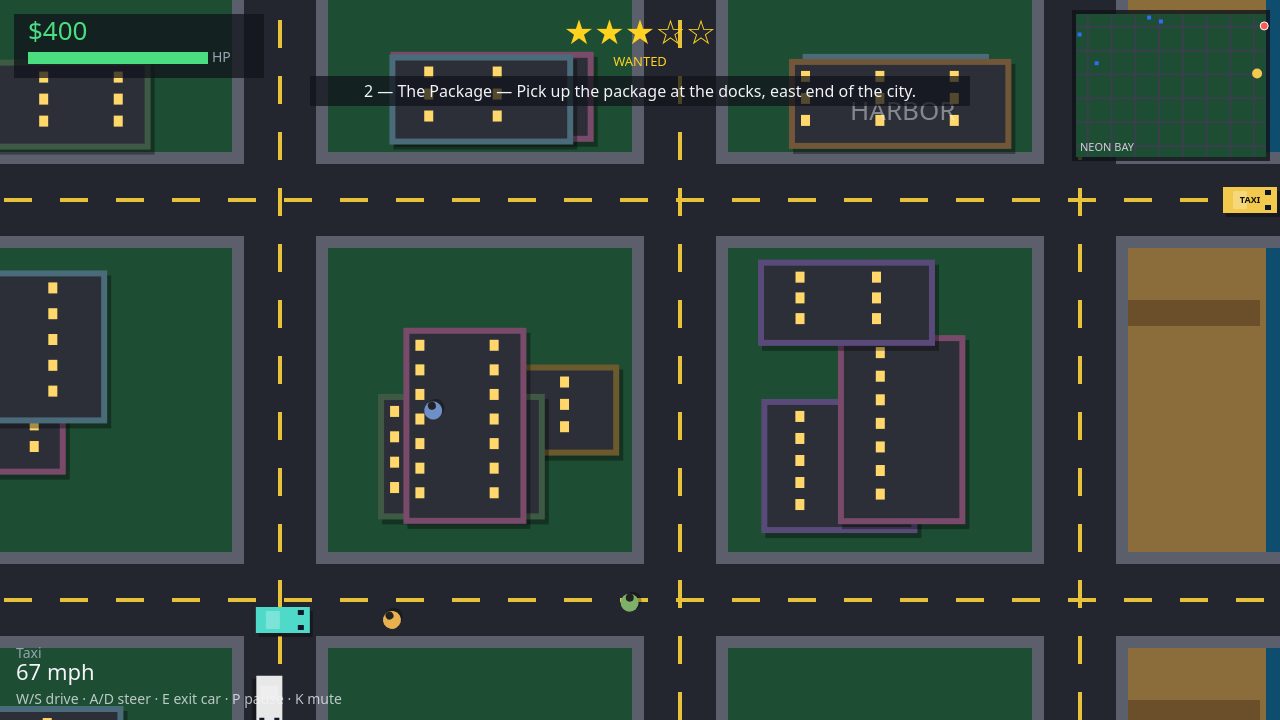 $400
HP
★★★☆☆
WANTED
2 — The Package — Pick up the package at the docks, east end of the city.
HARBOR
NEON BAY
TAXI
Taxi
67 mph
W/S drive · A/D steer · E exit car · P pause · K mute